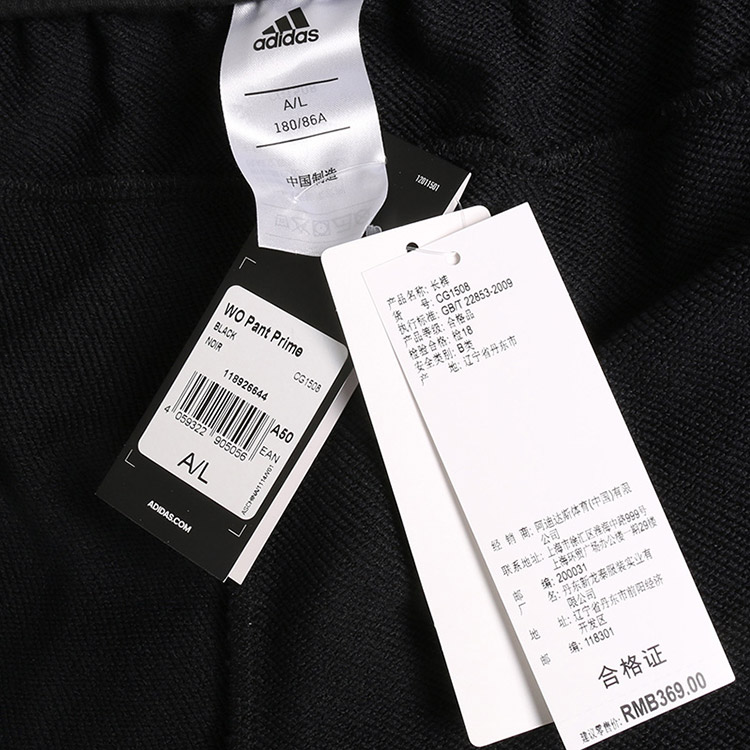 adidas
A/L
180/86A
中国制造
12011501
WO Pant Prime
BLACK
NOIR
CG1508
118926644
A50
4 059322 905056
EAN
A/L
ADIDAS.COM
产品名称: 长裤
货 号: CG1508
执行标准: GB/T 22853-2009
产品等级: 合格品
检验合格: 检18
安全类别: B类
产 地: 辽宁省丹东市
经 销 商: 阿迪达斯体育(中国)有限
公司
联系地址: 上海市徐汇区淮海中路999号
上海环贸广场办公楼一期29层
邮 编: 200031
厂 名: 丹东新龙泰服装实业有
限公司
地 址: 辽宁省丹东市前阳经济
开发区
邮 编: 118301
合格证
建议零售价: RMB369.00